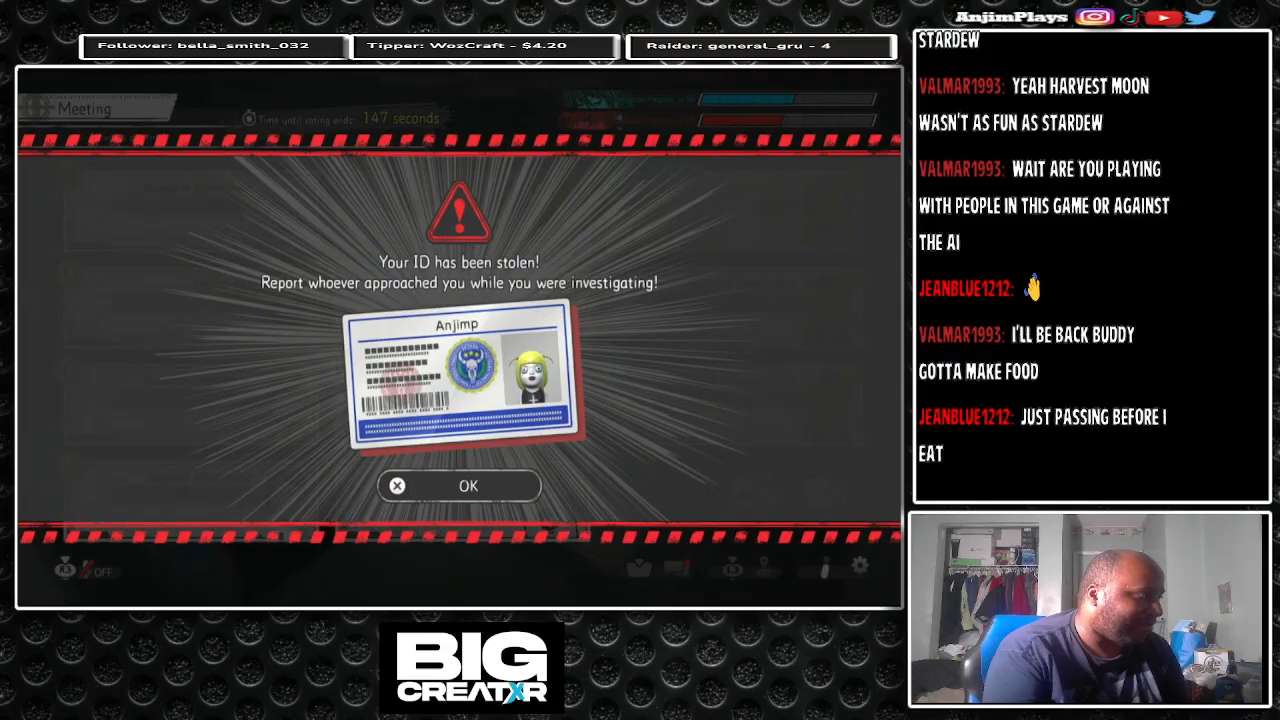 AnjimPlays
Follower: bella_smith_032
Tipper: WozCraft - $4.20
Raider: general_gru - 4
Meeting
Time until voting ends: 147 seconds
Your ID has been stolen!
Report whoever approached you while you were investigating!
Anjimp
OK
OFF
BIG
CREATXR
STARDEW
VALMAR1993: YEAH HARVEST MOON
WASN'T AS FUN AS STARDEW
VALMAR1993: WAIT ARE YOU PLAYING
WITH PEOPLE IN THIS GAME OR AGAINST
THE AI
JEANBLUE1212: 👋
VALMAR1993: I'LL BE BACK BUDDY
GOTTA MAKE FOOD
JEANBLUE1212: JUST PASSING BEFORE I
EAT